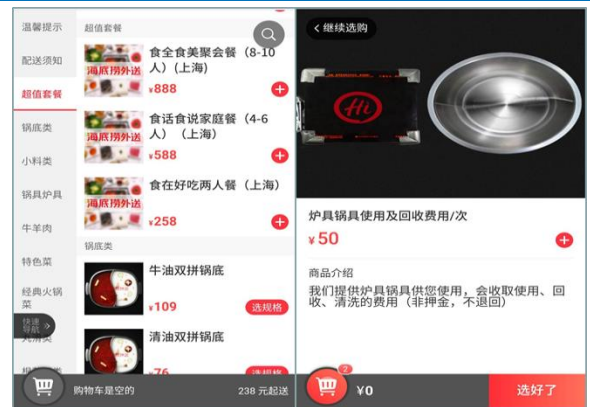 温馨提示
配送须知
超值套餐
锅底类
小料类
锅具炉具
牛羊肉
特色菜
经典火锅
菜
快速
导航
丸滑类
超值套餐
海底捞外送
食全食美聚会餐（8-10
人）(上海)
¥888
海底捞外送
食话食说家庭餐（4-6
人）（上海）
¥588
海底捞外送
食在好吃两人餐（上海）
¥258
锅底类
牛油双拼锅底
¥109
选规格
清油双拼锅底
¥76
选规格
购物车是空的
238 元起送
继续选购
Hi
炉具锅具使用及回收费用/次
¥ 50
商品介绍
我们提供炉具锅具供您使用，会收取使用、回
收、清洗的费用（非押金，不退回）
2
¥0
选好了